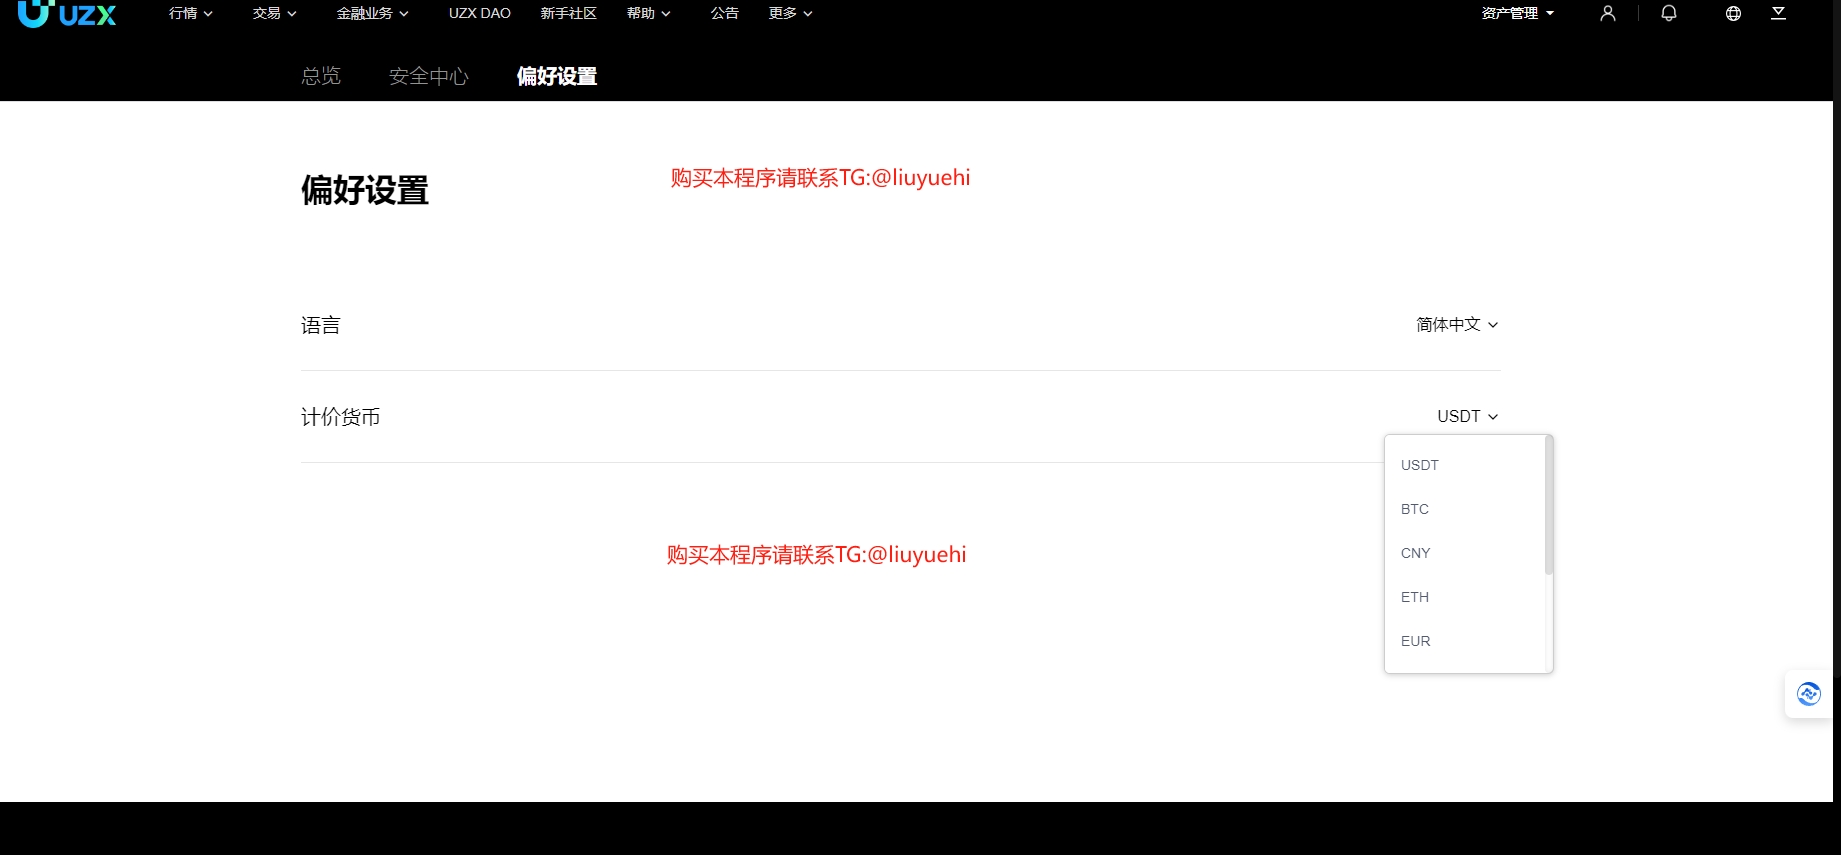 UZX 行情 交易 金融业务 UZX DAO 新手社区 帮助 公告 更多 资产管理
总览 安全中心 偏好设置
偏好设置
购买本程序请联系TG:@liuyuehi
语言 简体中文
计价货币 USDT
USDT
BTC
CNY
购买本程序请联系TG:@liuyuehi
ETH
EUR